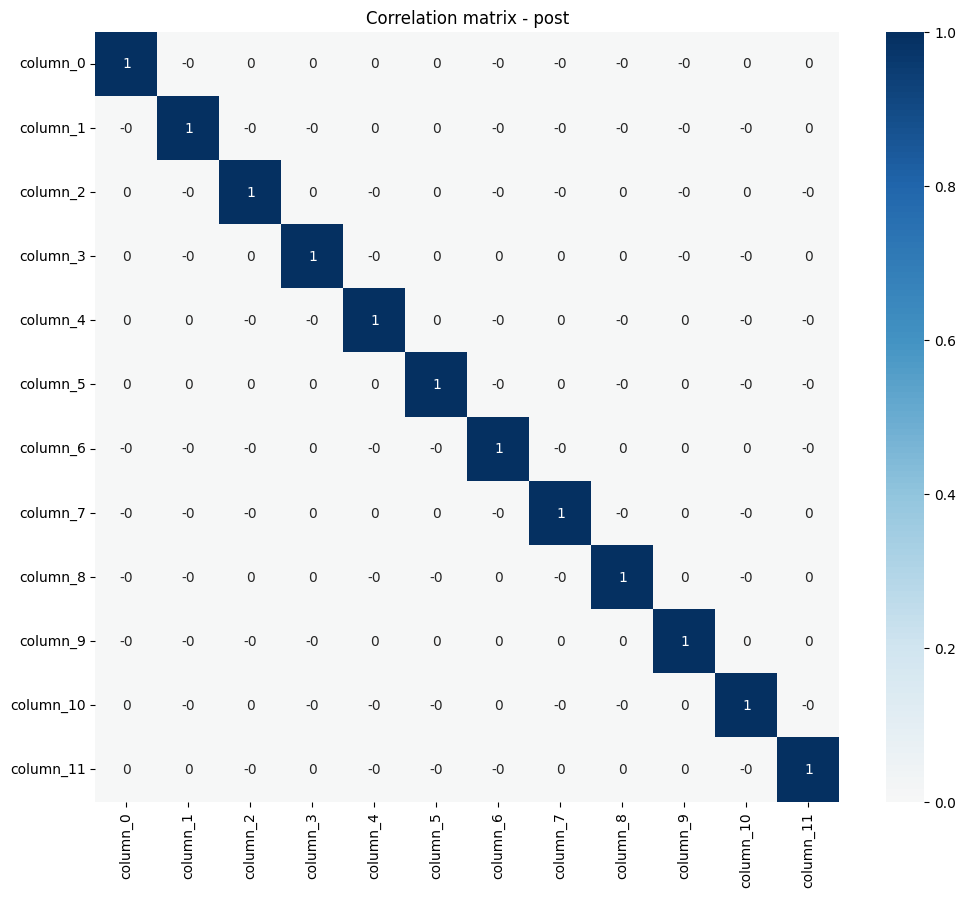 Correlation matrix - post
column_0 1 -0 0 0 0 0 -0 -0 -0 -0 0 0
column_1 -0 1 -0 -0 0 0 -0 -0 -0 -0 -0 0
column_2 0 -0 1 0 -0 0 -0 -0 0 -0 0 -0
column_3 0 -0 0 1 -0 0 0 0 0 -0 -0 0
column_4 0 0 -0 -0 1 0 -0 0 -0 0 -0 -0
column_5 0 0 0 0 0 1 -0 0 -0 0 -0 -0
column_6 -0 -0 -0 0 -0 -0 1 -0 0 0 0 -0
column_7 -0 -0 -0 0 0 0 -0 1 -0 0 -0 0
column_8 -0 -0 0 0 -0 -0 0 -0 1 0 -0 0
column_9 -0 -0 -0 -0 0 0 0 0 0 1 0 0
column_10 0 -0 0 -0 -0 -0 0 -0 -0 0 1 -0
column_11 0 0 -0 0 -0 -0 -0 0 0 0 -0 1
column_0 column_1 column_2 column_3 column_4 column_5 column_6 column_7 column_8 column_9 column_10 column_11
1.0
0.8
0.6
0.4
0.2
0.0